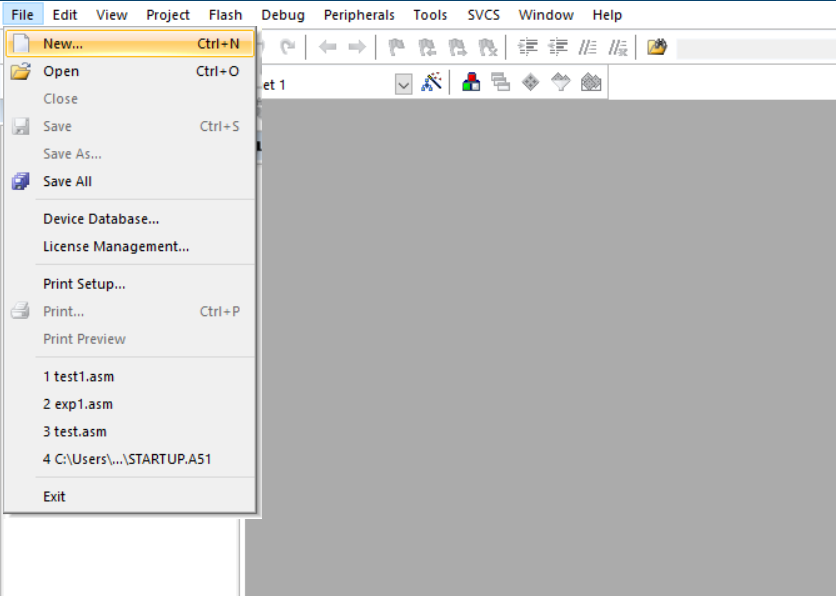 File Edit View Project Flash Debug Peripherals Tools SVCS Window Help
New... Ctrl+N
Open Ctrl+O
et 1
Close
Save Ctrl+S
Save As...
Save All
Device Database...
License Management...
Print Setup...
Print... Ctrl+P
Print Preview
1 test1.asm
2 exp1.asm
3 test.asm
4 C:\Users\...\STARTUP.A51
Exit